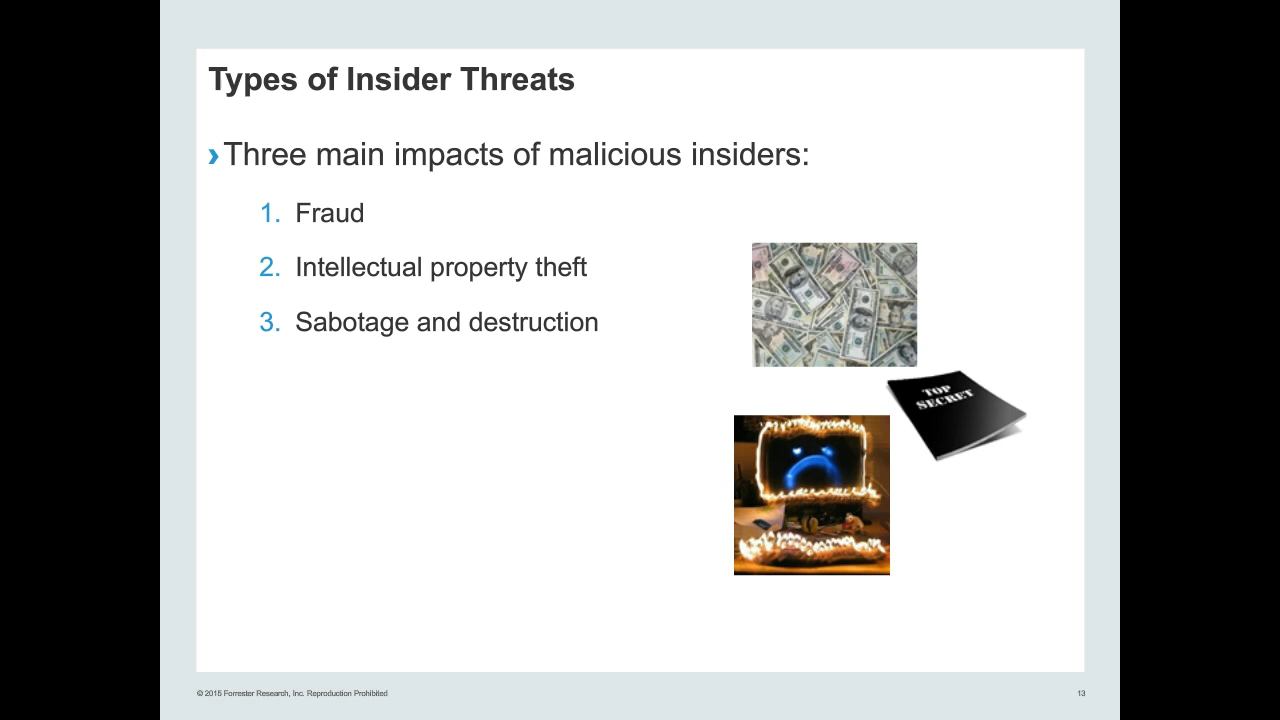 Types of Insider Threats
› Three main impacts of malicious insiders:
1. Fraud
2. Intellectual property theft
3. Sabotage and destruction
TOP
SECRET
© 2015 Forrester Research, Inc. Reproduction Prohibited
13